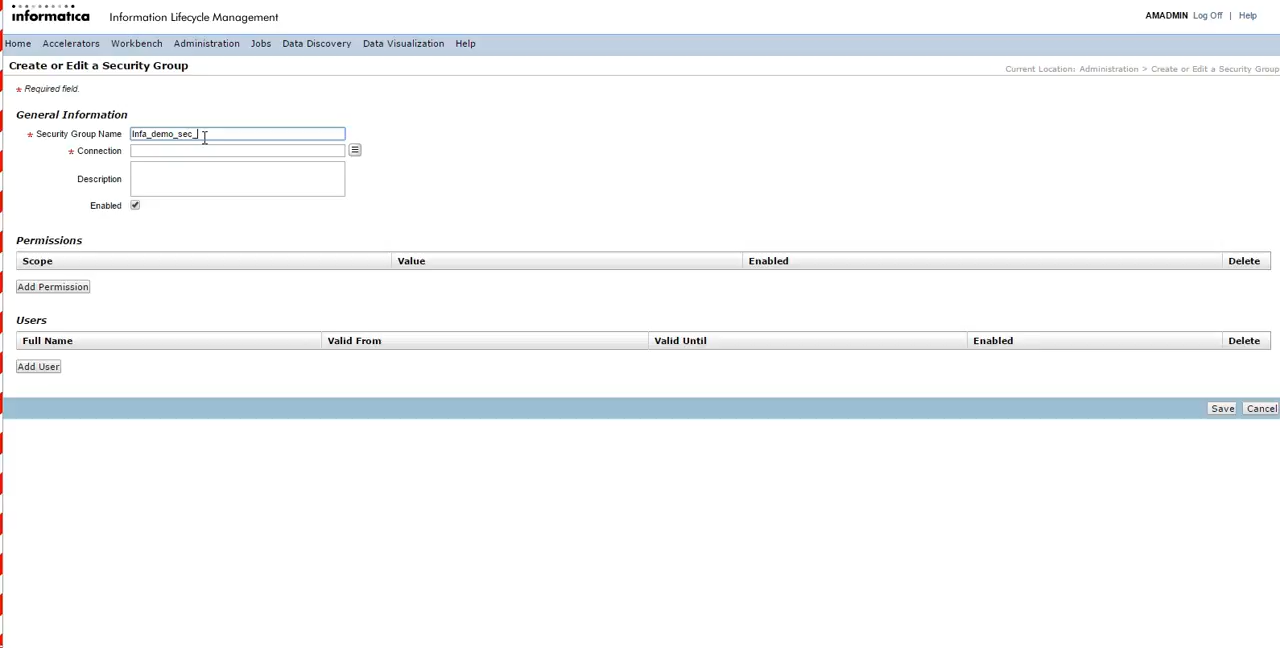 informatica Information Lifecycle Management
AMADMIN Log Off | Help
Home Accelerators Workbench Administration Jobs Data Discovery Data Visualization Help
Create or Edit a Security Group
Current Location: Administration > Create or Edit a Security Group
* Required field.
General Information
* Security Group Name Infa_demo_sec_
* Connection
Description
Enabled
Permissions
Scope Value Enabled Delete
Add Permission
Users
Full Name Valid From Valid Until Enabled Delete
Add User
Save Cancel